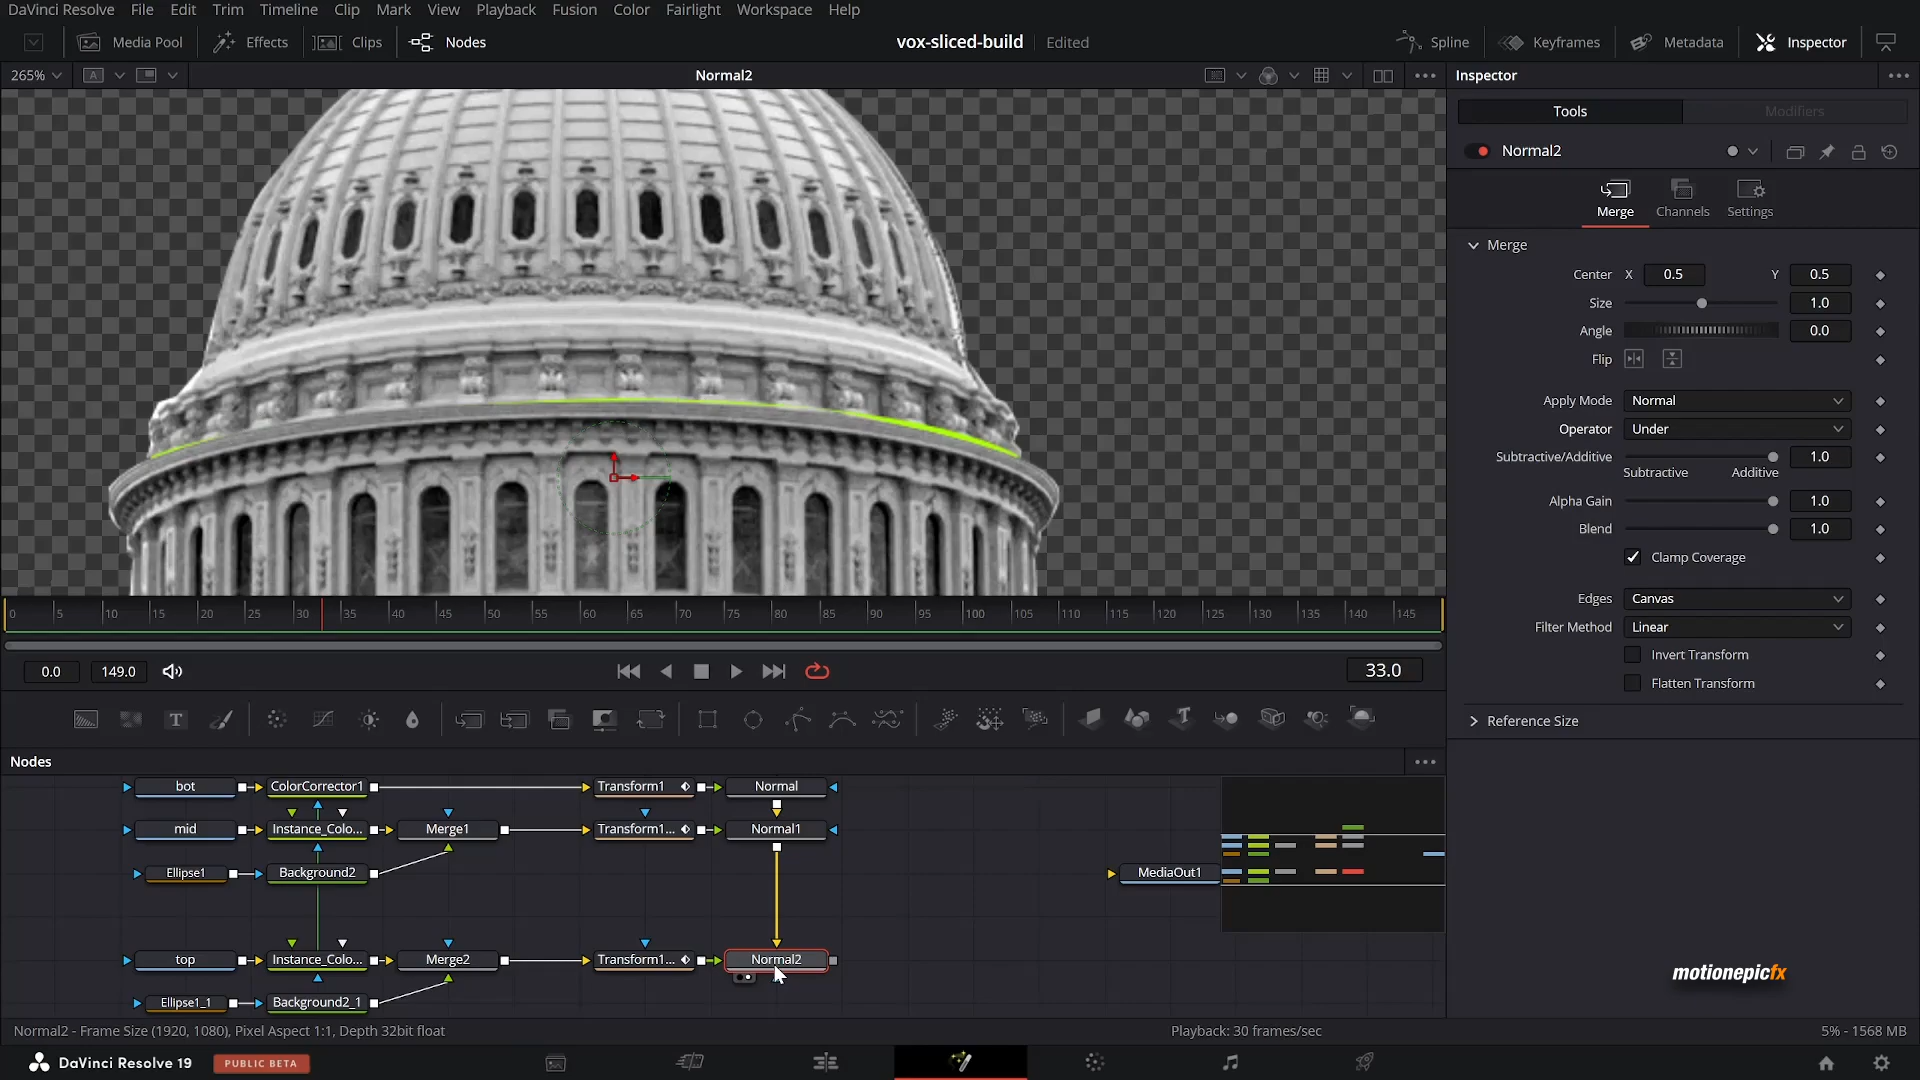 DaVinci Resolve File Edit Trim Timeline Clip Mark View Playback Fusion Color Fairlight Workspace Help
Media Pool Effects Clips Nodes vox-sliced-build Edited Spline Keyframes Metadata Inspector
265% A Normal2 Inspector
Tools Modifiers
Normal2
Merge Channels Settings
Merge
Center X 0.5 Y 0.5
Size 1.0
Angle 0.0
Flip
Apply Mode Normal
Operator Under
Subtractive/Additive 1.0
Subtractive Additive
Alpha Gain 1.0
Blend 1.0
Clamp Coverage
Edges Canvas
Filter Method Linear
Invert Transform
Flatten Transform
Reference Size
0 5 10 15 20 25 30 35 40 45 50 55 60 65 70 75 80 85 90 95 100 105 110 115 120 125 130 135 140 145
0.0 149.0 33.0
T T
Nodes
bot ColorCorrector1 Transform1 Normal
mid Instance_Colo... Merge1 Transform1... Normal1
Ellipse1 Background2 MediaOut1
top Instance_Colo... Merge2 Transform1... Normal2
Ellipse1_1 Background2_1
motionepicfx
Normal2 - Frame Size (1920, 1080), Pixel Aspect 1:1, Depth 32bit float Playback: 30 frames/sec 5% - 1568 MB
DaVinci Resolve 19 PUBLIC BETA